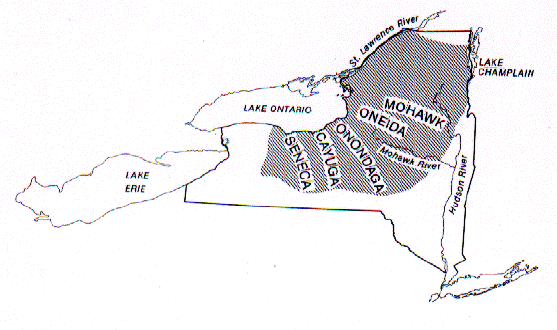 St. Lawrence River
LAKE
CHAMPLAIN
LAKE ONTARIO
MOHAWK
ONEIDA
ONONDAGA
CAYUGA
SENECA
Mohawk River
Hudson River
LAKE
ERIE